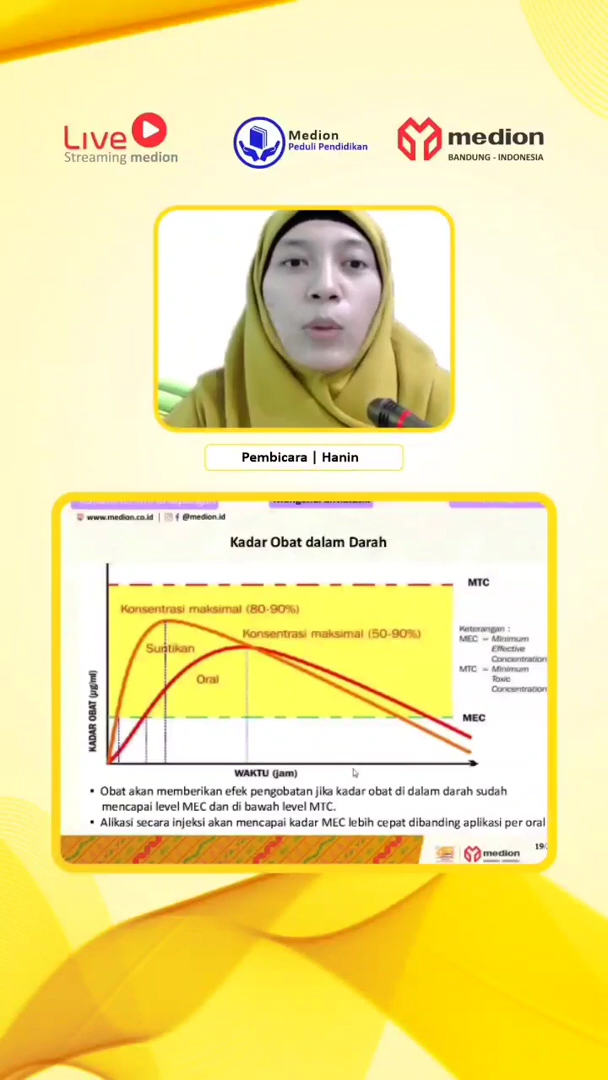 Live
Streaming medion
Medion
Peduli Pendidikan
medion
BANDUNG - INDONESIA
Pembicara | Hanin
www.medion.co.id | @medion.id
Kadar Obat dalam Darah
MTC
Konsentrasi maksimal (80-90%)
Konsentrasi maksimal (50-90%)
Suntikan
Oral
Keterangan :
MEC = Minimum
Effective
Concentration
MTC = Minimum
Toxic
Concentration
MEC
KADAR OBAT (µg/ml)
WAKTU (jam)
• Obat akan memberikan efek pengobatan jika kadar obat di dalam darah sudah
mencapai level MEC dan di bawah level MTC.
• Alikasi secara injeksi akan mencapai kadar MEC lebih cepat dibanding aplikasi per oral
medion
19